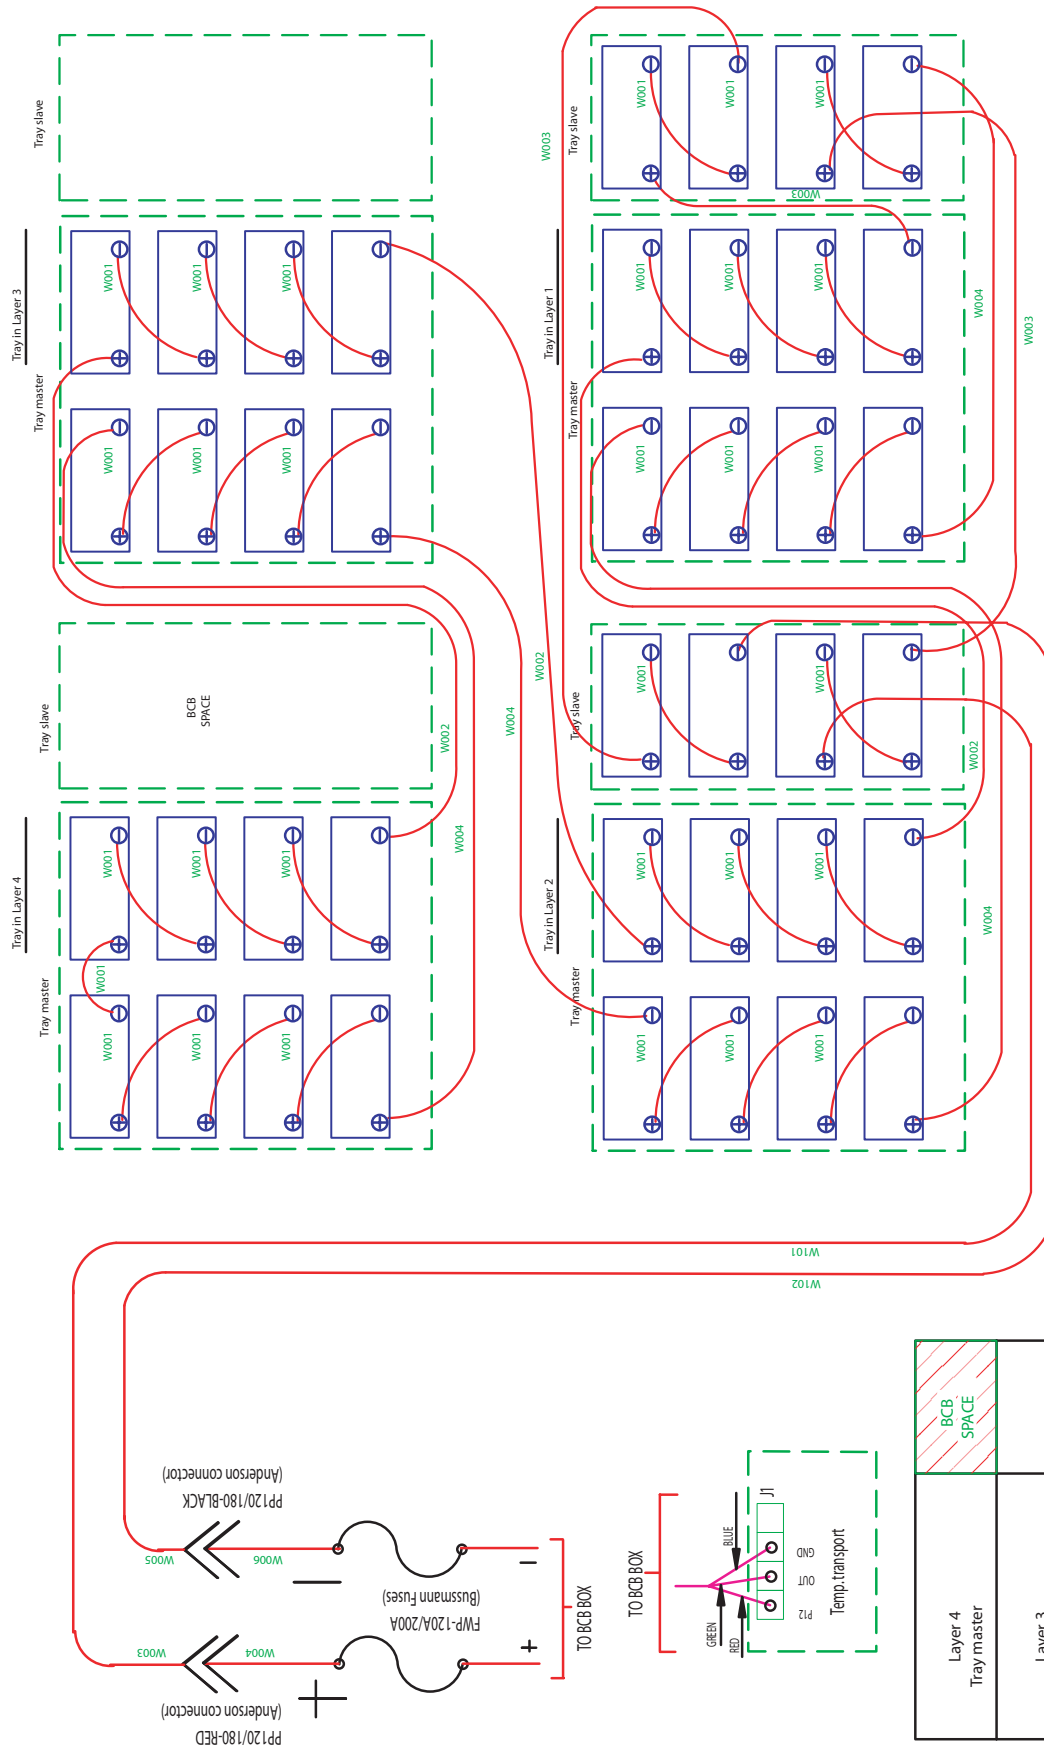 Tray slave
Tray in Layer 3
Tray master
W001
W001
W001
W001
W001
W001
Tray slave
BCB
SPACE
W002
W004
Tray in Layer 4
Tray master
W001
W001
W001
W001
W001
W001
W001
W002
W004
W003
Tray slave
W001
W001
W001
W003
Tray in Layer 1
Tray master
W001
W001
W001
W001
W001
W001
W004
W003
Tray slave
W001
W001
W002
Tray in Layer 2
Tray master
W001
W001
W001
W001
W001
W001
W004
W101
W102
PP120/180-BLACK
(Anderson connector)
W005
W006
W003
W004
PP120/180-RED
(Anderson connector)
FWP-120A/200A
(Bussmann Fuses)
+
−
TO BCB BOX
TO BCB BOX
BLUE
GREEN
RED
J1
GND
OUT
P12
Temp.transport
BCB
SPACE
Layer 4
Tray master
Layer 3